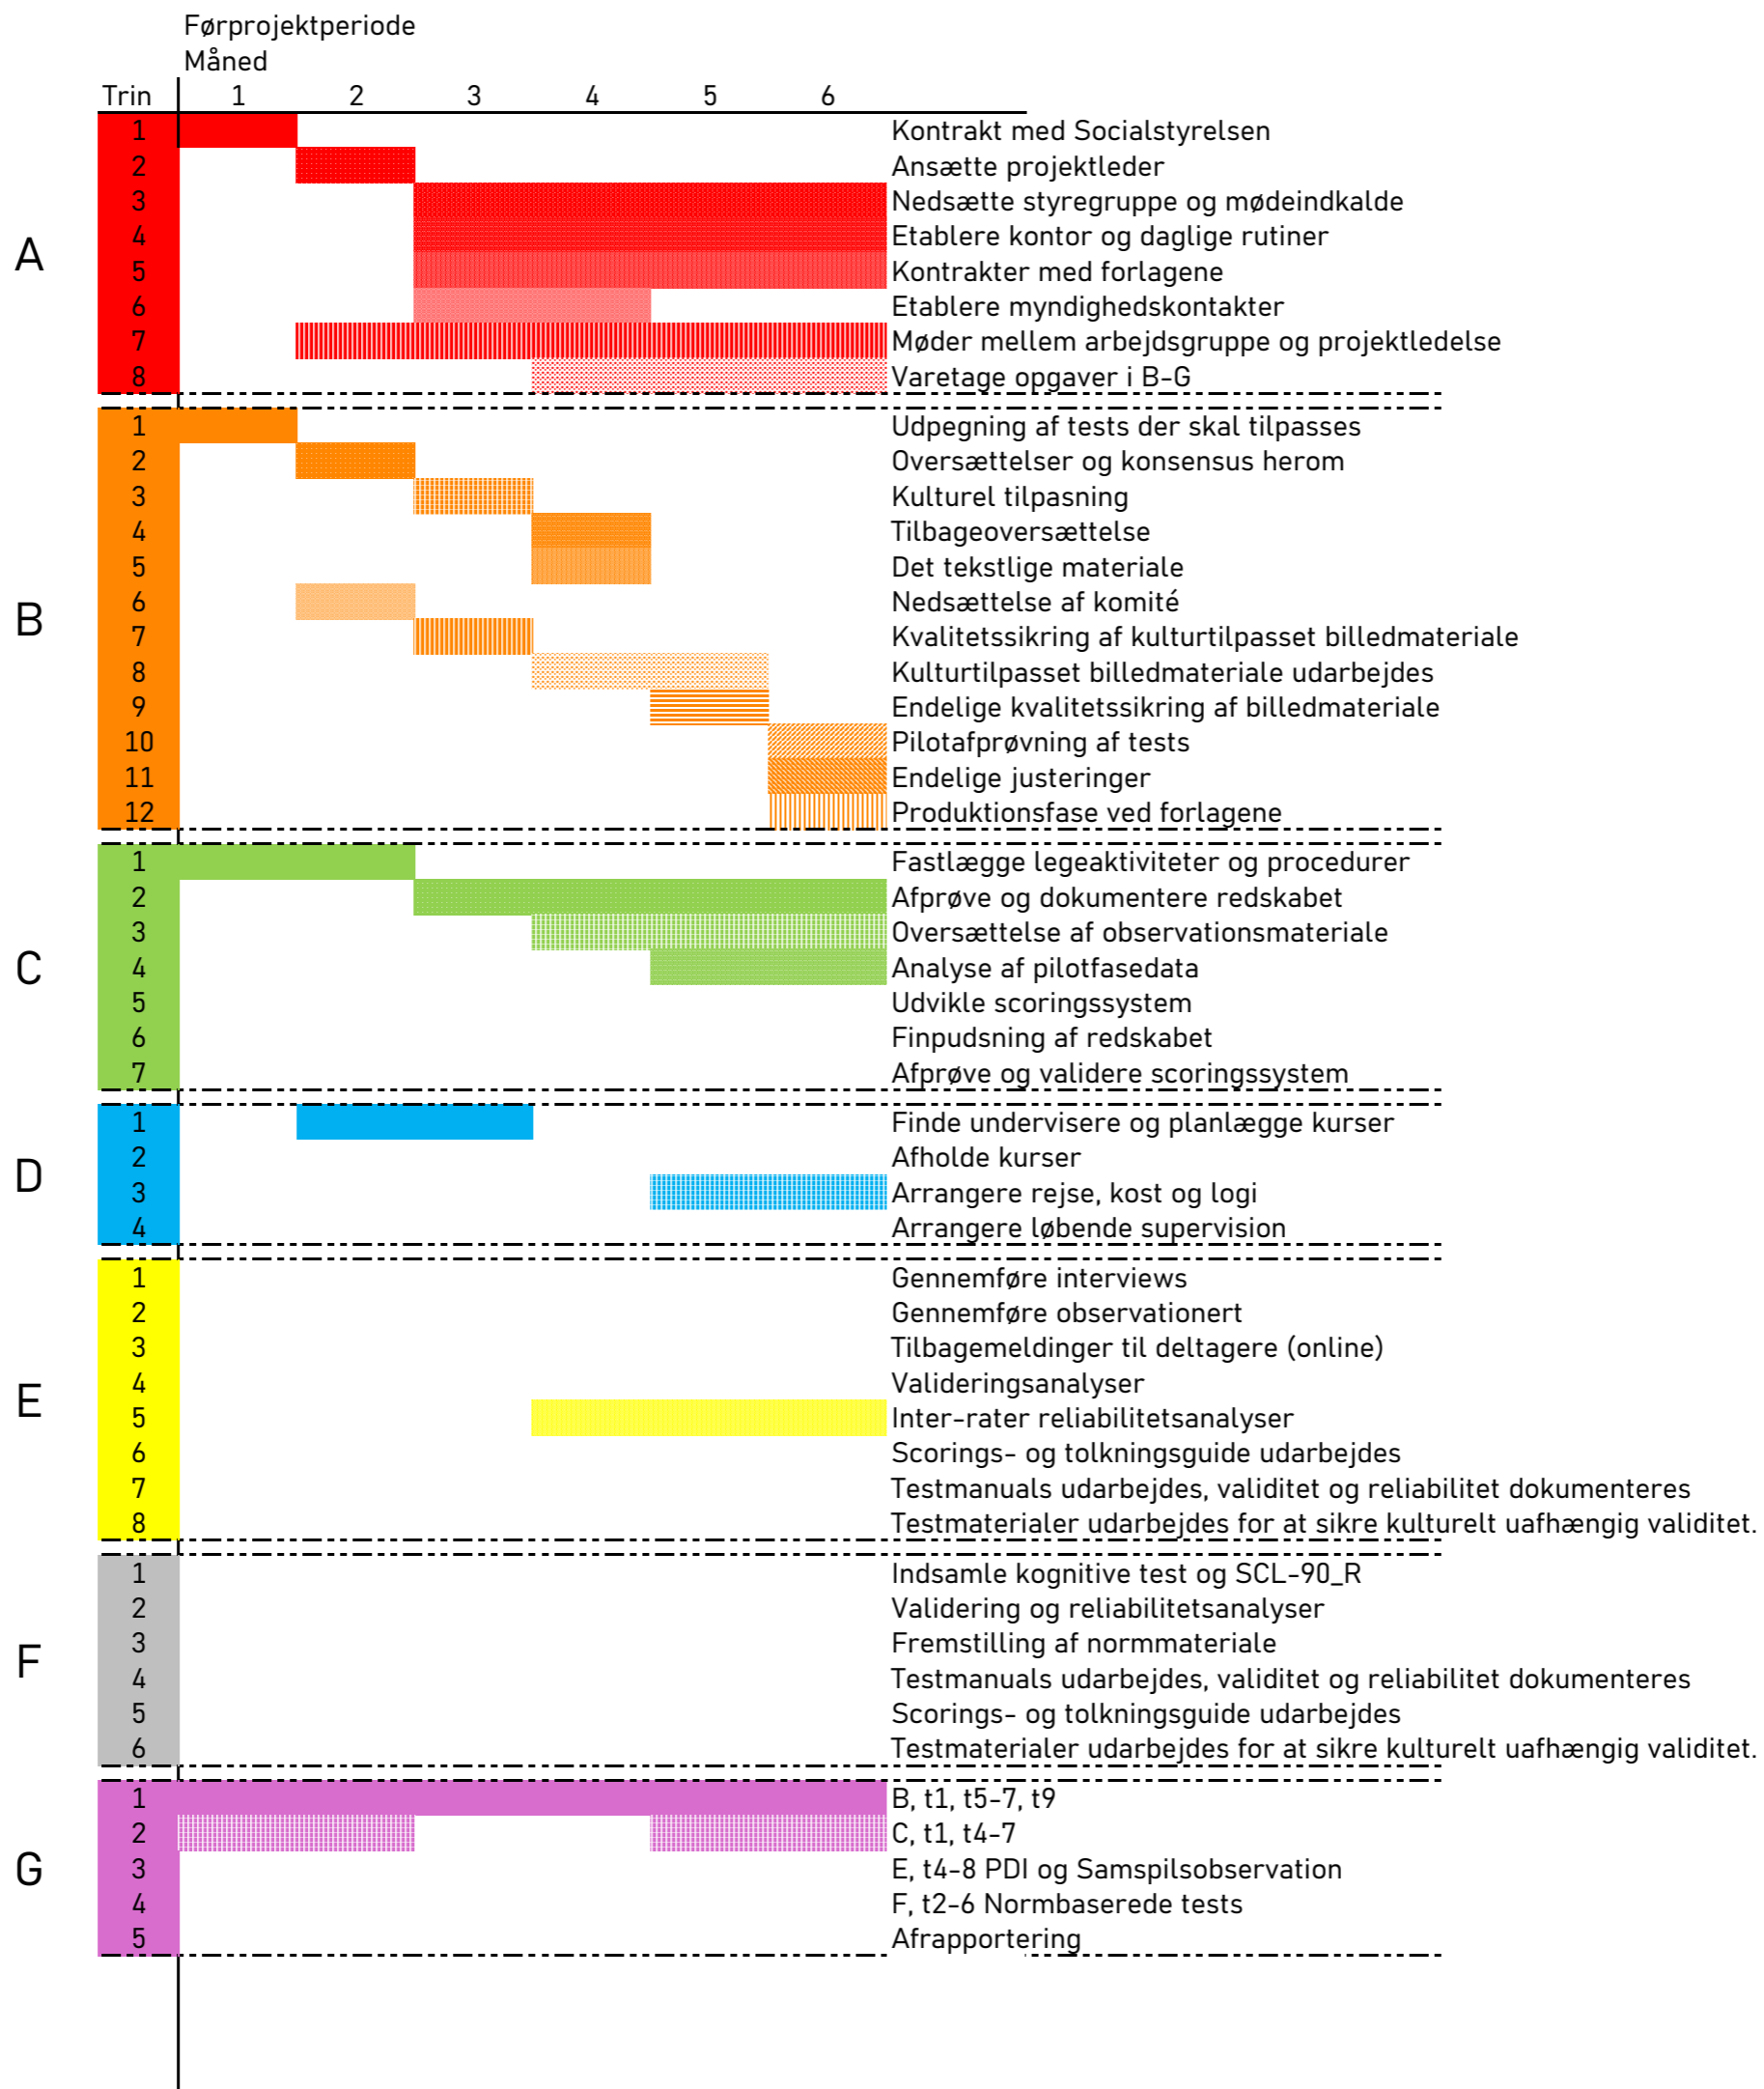 Førprojektperiode
Måned
Trin 1 2 3 4 5 6
A
1 Kontrakt med Socialstyrelsen
2 Ansætte projektleder
3 Nedsætte styregruppe og mødeindkalde
4 Etablere kontor og daglige rutiner
5 Kontrakter med forlagene
6 Etablere myndighedskontakter
7 Møder mellem arbejdsgruppe og projektledelse
8 Varetage opgaver i B-G
B
1 Udpegning af tests der skal tilpasses
2 Oversættelser og konsensus herom
3 Kulturel tilpasning
4 Tilbageoversættelse
5 Det tekstlige materiale
6 Nedsættelse af komité
7 Kvalitetssikring af kulturtilpasset billedmateriale
8 Kulturtilpasset billedmateriale udarbejdes
9 Endelige kvalitetssikring af billedmateriale
10 Pilotafprøvning af tests
11 Endelige justeringer
12 Produktionsfase ved forlagene
C
1 Fastlægge legeaktiviteter og procedurer
2 Afprøve og dokumentere redskabet
3 Oversættelse af observationsmateriale
4 Analyse af pilotfasedata
5 Udvikle scoringssystem
6 Finpudsning af redskabet
7 Afprøve og validere scoringssystem
D
1 Finde undervisere og planlægge kurser
2 Afholde kurser
3 Arrangere rejse, kost og logi
4 Arrangere løbende supervision
E
1 Gennemføre interviews
2 Gennemføre observationert
3 Tilbagemeldinger til deltagere (online)
4 Valideringsanalyser
5 Inter-rater reliabilitetsanalyser
6 Scorings- og tolkningsguide udarbejdes
7 Testmanuals udarbejdes, validitet og reliabilitet dokumenteres
8 Testmaterialer udarbejdes for at sikre kulturelt uafhængig validitet.
F
1 Indsamle kognitive test og SCL-90_R
2 Validering og reliabilitetsanalyser
3 Fremstilling af normmateriale
4 Testmanuals udarbejdes, validitet og reliabilitet dokumenteres
5 Scorings- og tolkningsguide udarbejdes
6 Testmaterialer udarbejdes for at sikre kulturelt uafhængig validitet.
G
1 B, t1, t5-7, t9
2 C, t1, t4-7
3 E, t4-8 PDI og Samspilsobservation
4 F, t2-6 Normbaserede tests
5 Afrapportering